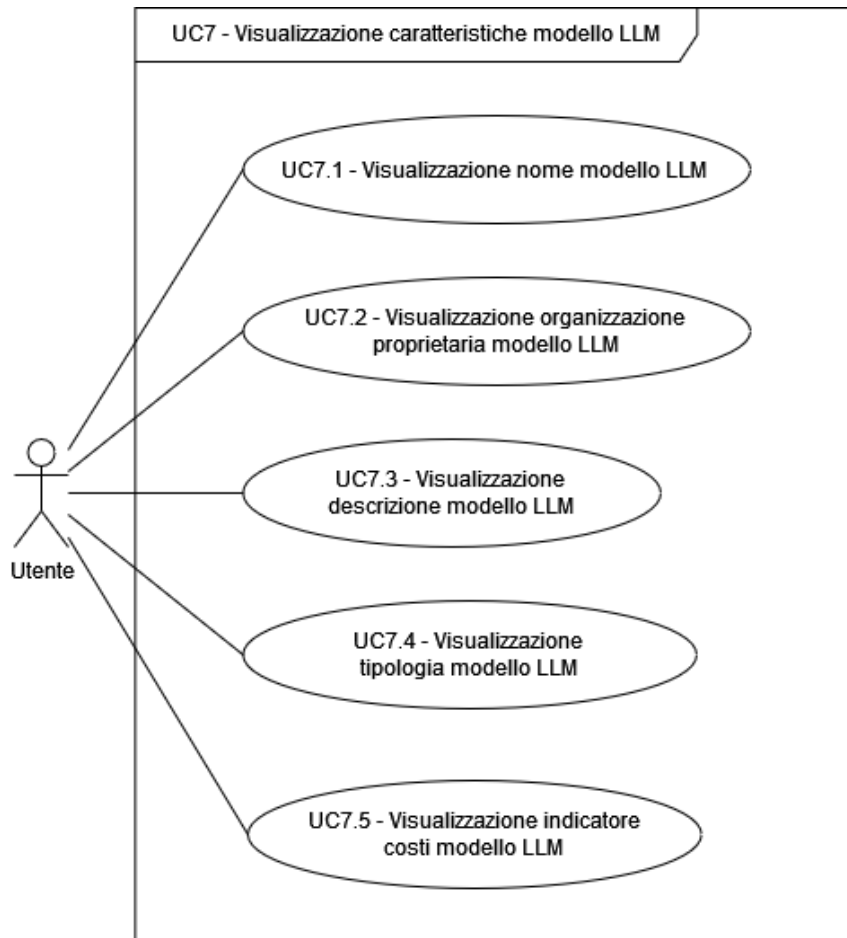 UC7 - Visualizzazione caratteristiche modello LLM
UC7.1 - Visualizzazione nome modello LLM
UC7.2 - Visualizzazione organizzazione
proprietaria modello LLM
UC7.3 - Visualizzazione
descrizione modello LLM
Utente
UC7.4 - Visualizzazione
tipologia modello LLM
UC7.5 - Visualizzazione indicatore
costi modello LLM